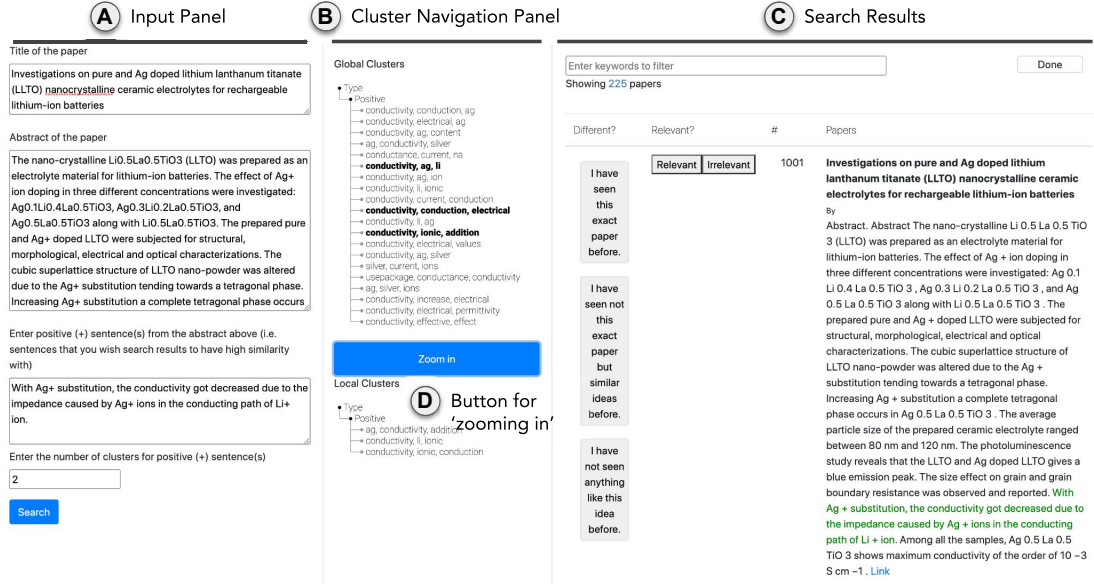 A Input Panel
Title of the paper
Investigations on pure and Ag doped lithium lanthanum titanate
(LLTO) nanocrystalline ceramic electrolytes for rechargeable
lithium-ion batteries
Abstract of the paper
The nano-crystalline Li0.5La0.5TiO3 (LLTO) was prepared as an
electrolyte material for lithium-ion batteries. The effect of Ag+
ion doping in three different concentrations were investigated:
Ag0.1Li0.4La0.5TiO3, Ag0.3Li0.2La0.5TiO3, and
Ag0.5La0.5TiO3 along with Li0.5La0.5TiO3. The prepared pure
and Ag+ doped LLTO were subjected for structural,
morphological, electrical and optical characterizations. The
cubic superlattice structure of LLTO nano-powder was altered
due to the Ag+ substitution tending towards a tetragonal phase.
Increasing Ag+ substitution a complete tetragonal phase occurs
Enter positive (+) sentence(s) from the abstract above (i.e.
sentences that you wish search results to have high similarity
with)
With Ag+ substitution, the conductivity got decreased due to the
impedance caused by Ag+ ions in the conducting path of Li+
ion.
Enter the number of clusters for positive (+) sentence(s)
2
Search
B Cluster Navigation Panel
Global Clusters
Type
Positive
conductivity, conduction, ag
conductivity, electrical, ag
conductivity, ag, content
ag, conductivity, silver
conductance, current, na
conductivity, ag, li
conductivity, ag, ion
conductivity, li, ionic
conductivity, current, conduction
conductivity, conduction, electrical
conductivity, li, ag
conductivity, ionic, addition
conductivity, electrical, values
conductivity, ag, silver
silver, current, ions
usepackage, conductance, conductivity
ag, silver, ions
conductivity, increase, electrical
conductivity, electrical, permittivity
conductivity, effective, effect
Zoom in
Local Clusters
Type
Positive
ag, conductivity, addition
conductivity, li, ionic
conductivity, ionic, conduction
D Button for
'zooming in'
C Search Results
Enter keywords to filter
Done
Showing 225 papers
Different? Relevant? # Papers
I have
seen
this
exact
paper
before.
I have
seen not
this
exact
paper
but
similar
ideas
before.
I have
not seen
anything
like this
idea
before.
Relevant Irrelevant
1001
Investigations on pure and Ag doped lithium
lanthanum titanate (LLTO) nanocrystalline ceramic
electrolytes for rechargeable lithium-ion batteries
By
Abstract. Abstract The nano-crystalline Li 0.5 La 0.5 TiO
3 (LLTO) was prepared as an electrolyte material for
lithium-ion batteries. The effect of Ag + ion doping in
three different concentrations were investigated: Ag 0.1
Li 0.4 La 0.5 TiO 3 , Ag 0.3 Li 0.2 La 0.5 TiO 3 , and Ag
0.5 La 0.5 TiO 3 along with Li 0.5 La 0.5 TiO 3 . The
prepared pure and Ag + doped LLTO were subjected for
structural, morphological, electrical and optical
characterizations. The cubic superlattice structure of
LLTO nano-powder was altered due to the Ag +
substitution tending towards a tetragonal phase.
Increasing Ag + substitution a complete tetragonal
phase occurs in Ag 0.5 La 0.5 TiO 3 . The average
particle size of the prepared ceramic electrolyte ranged
between 80 nm and 120 nm. The photoluminescence
study reveals that the LLTO and Ag doped LLTO gives a
blue emission peak. The size effect on grain and grain
boundary resistance was observed and reported. With
Ag + substitution, the conductivity got decreased due to
the impedance caused by Ag + ions in the conducting
path of Li + ion. Among all the samples, Ag 0.5 La 0.5
TiO 3 shows maximum conductivity of the order of 10 −3
S cm −1 . Link